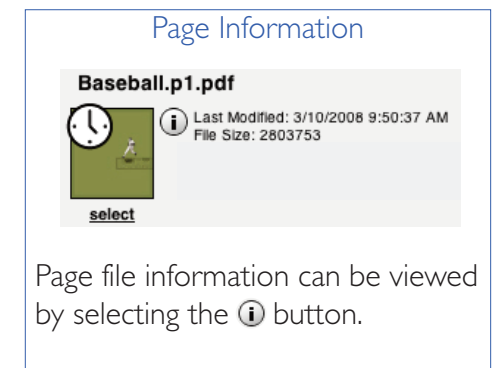 Page Information
Baseball.p1.pdf
i Last Modified: 3/10/2008 9:50:37 AM
File Size: 2803753
select
Page file information can be viewed
by selecting the i button.